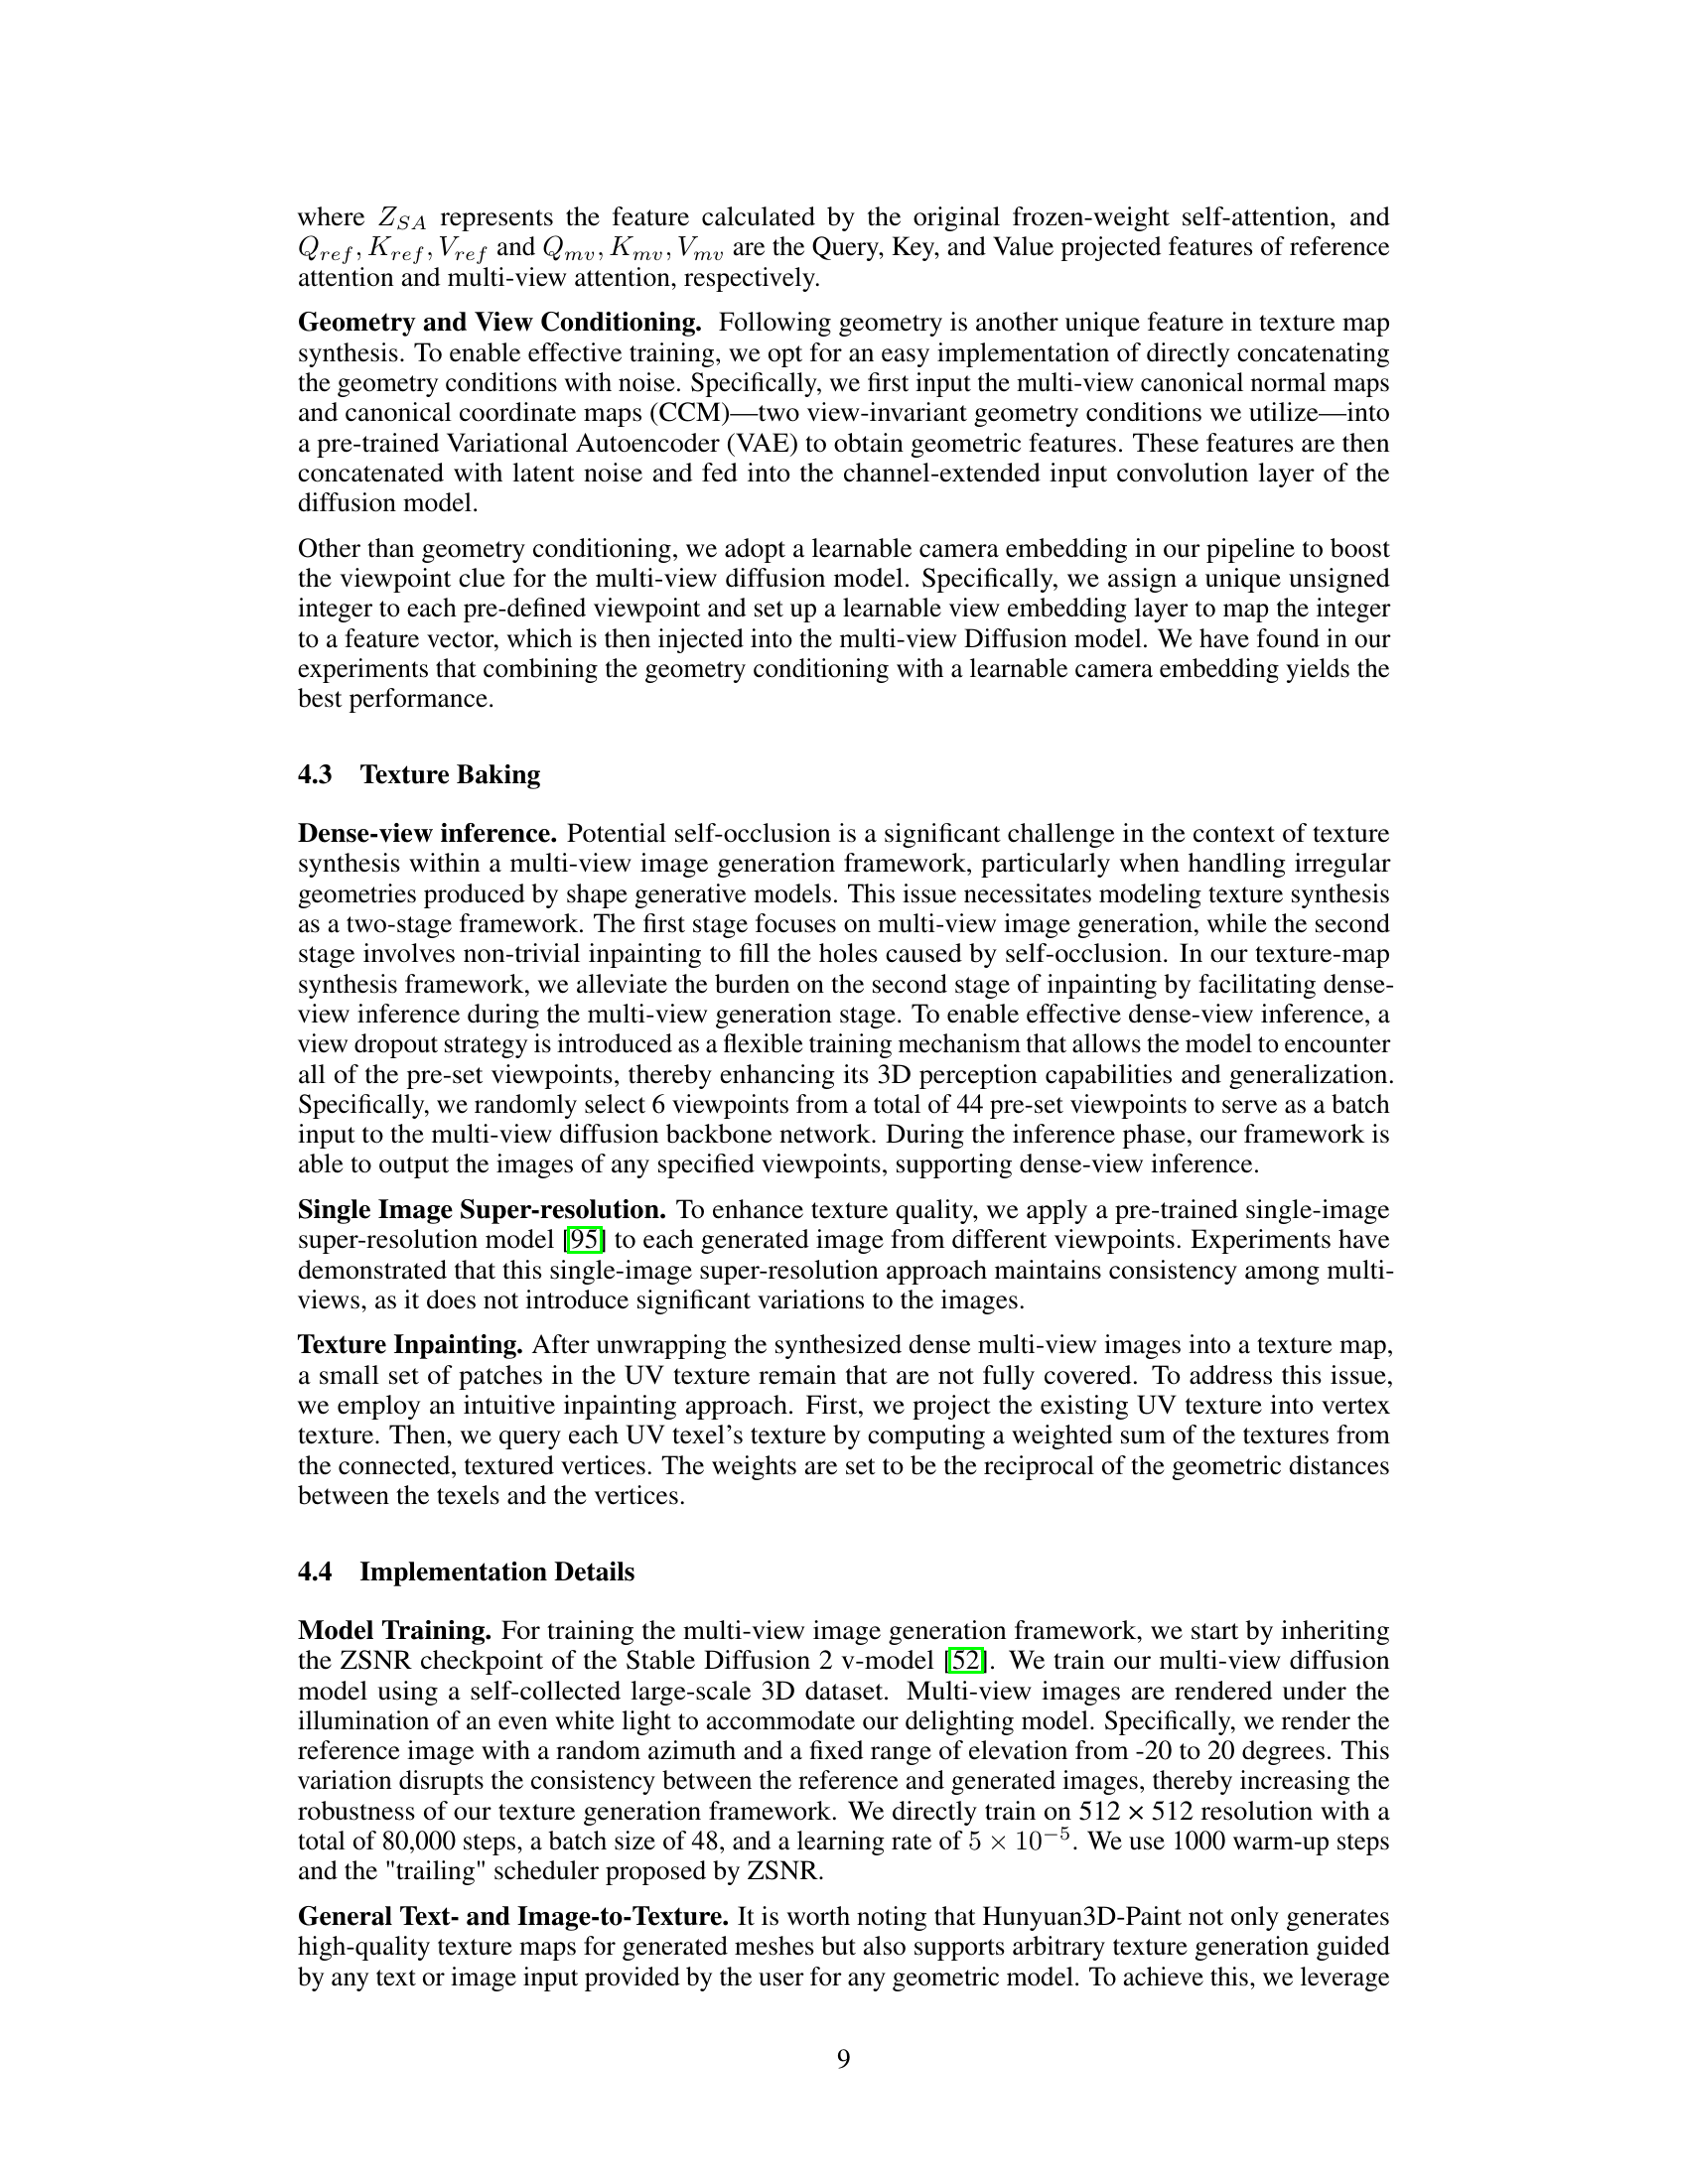 where Z_SA represents the feature calculated by the original frozen-weight self-attention, and
Q_ref, K_ref, V_ref and Q_mv, K_mv, V_mv are the Query, Key, and Value projected features of reference
attention and multi-view attention, respectively.
Geometry and View Conditioning. Following geometry is another unique feature in texture map
synthesis. To enable effective training, we opt for an easy implementation of directly concatenating
the geometry conditions with noise. Specifically, we first input the multi-view canonical normal maps
and canonical coordinate maps (CCM)—two view-invariant geometry conditions we utilize—into
a pre-trained Variational Autoencoder (VAE) to obtain geometric features. These features are then
concatenated with latent noise and fed into the channel-extended input convolution layer of the
diffusion model.
Other than geometry conditioning, we adopt a learnable camera embedding in our pipeline to boost
the viewpoint clue for the multi-view diffusion model. Specifically, we assign a unique unsigned
integer to each pre-defined viewpoint and set up a learnable view embedding layer to map the integer
to a feature vector, which is then injected into the multi-view Diffusion model. We have found in our
experiments that combining the geometry conditioning with a learnable camera embedding yields the
best performance.
4.3 Texture Baking
Dense-view inference. Potential self-occlusion is a significant challenge in the context of texture
synthesis within a multi-view image generation framework, particularly when handling irregular
geometries produced by shape generative models. This issue necessitates modeling texture synthesis
as a two-stage framework. The first stage focuses on multi-view image generation, while the second
stage involves non-trivial inpainting to fill the holes caused by self-occlusion. In our texture-map
synthesis framework, we alleviate the burden on the second stage of inpainting by facilitating dense-
view inference during the multi-view generation stage. To enable effective dense-view inference, a
view dropout strategy is introduced as a flexible training mechanism that allows the model to encounter
all of the pre-set viewpoints, thereby enhancing its 3D perception capabilities and generalization.
Specifically, we randomly select 6 viewpoints from a total of 44 pre-set viewpoints to serve as a batch
input to the multi-view diffusion backbone network. During the inference phase, our framework is
able to output the images of any specified viewpoints, supporting dense-view inference.
Single Image Super-resolution. To enhance texture quality, we apply a pre-trained single-image
super-resolution model [95] to each generated image from different viewpoints. Experiments have
demonstrated that this single-image super-resolution approach maintains consistency among multi-
views, as it does not introduce significant variations to the images.
Texture Inpainting. After unwrapping the synthesized dense multi-view images into a texture map,
a small set of patches in the UV texture remain that are not fully covered. To address this issue,
we employ an intuitive inpainting approach. First, we project the existing UV texture into vertex
texture. Then, we query each UV texel's texture by computing a weighted sum of the textures from
the connected, textured vertices. The weights are set to be the reciprocal of the geometric distances
between the texels and the vertices.
4.4 Implementation Details
Model Training. For training the multi-view image generation framework, we start by inheriting
the ZSNR checkpoint of the Stable Diffusion 2 v-model [52]. We train our multi-view diffusion
model using a self-collected large-scale 3D dataset. Multi-view images are rendered under the
illumination of an even white light to accommodate our delighting model. Specifically, we render the
reference image with a random azimuth and a fixed range of elevation from -20 to 20 degrees. This
variation disrupts the consistency between the reference and generated images, thereby increasing the
robustness of our texture generation framework. We directly train on 512 × 512 resolution with a
total of 80,000 steps, a batch size of 48, and a learning rate of 5 × 10⁻⁵. We use 1000 warm-up steps
and the "trailing" scheduler proposed by ZSNR.
General Text- and Image-to-Texture. It is worth noting that Hunyuan3D-Paint not only generates
high-quality texture maps for generated meshes but also supports arbitrary texture generation guided
by any text or image input provided by the user for any geometric model. To achieve this, we leverage
9